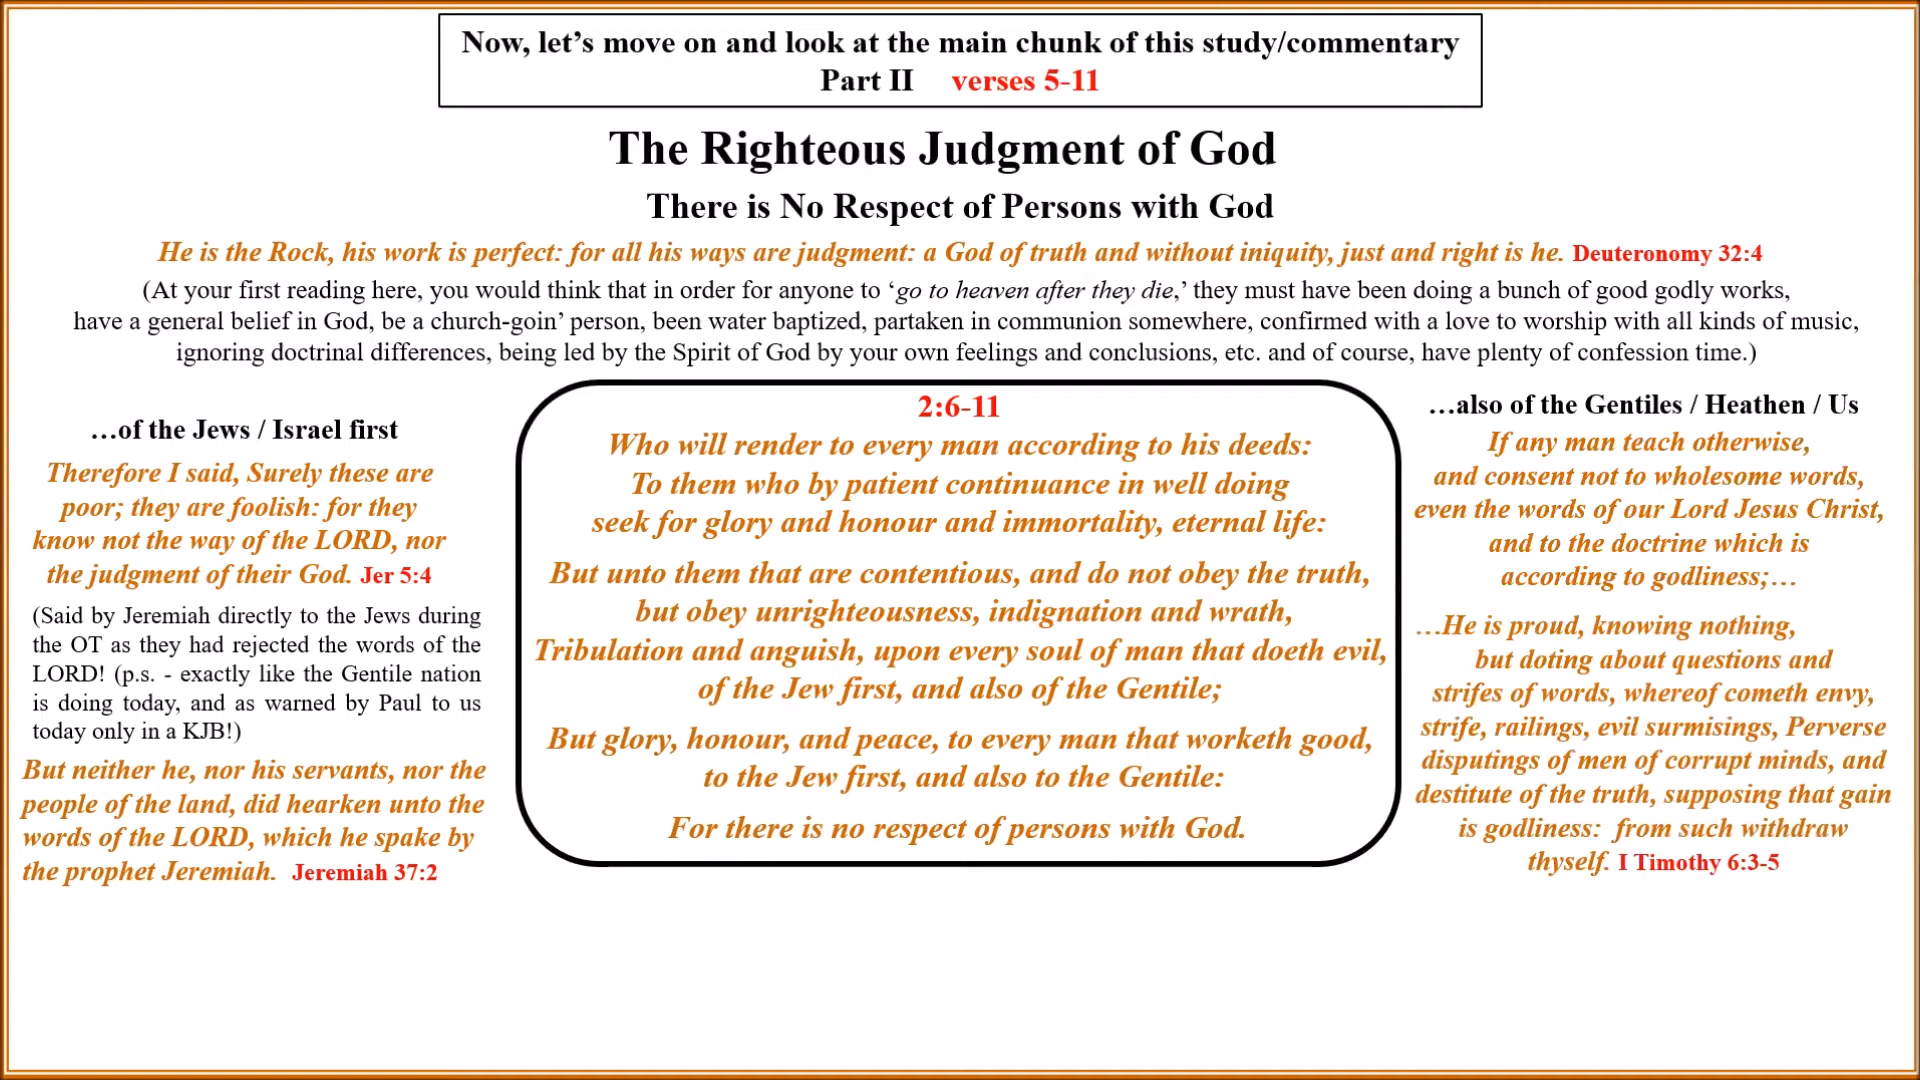 Now, let’s move on and look at the main chunk of this study/commentary
Part II verses 5-11
The Righteous Judgment of God
There is No Respect of Persons with God
He is the Rock, his work is perfect: for all his ways are judgment: a God of truth and without iniquity, just and right is he. Deuteronomy 32:4
(At your first reading here, you would think that in order for anyone to ‘go to heaven after they die,’ they must have been doing a bunch of good godly works,
have a general belief in God, be a church-goin’ person, been water baptized, partaken in communion somewhere, confirmed with a love to worship with all kinds of music,
ignoring doctrinal differences, being led by the Spirit of God by your own feelings and conclusions, etc. and of course, have plenty of confession time.)
…of the Jews / Israel first
Therefore I said, Surely these are
poor; they are foolish: for they
know not the way of the LORD, nor
the judgment of their God. Jer 5:4
(Said by Jeremiah directly to the Jews during
the OT as they had rejected the words of the
LORD! (p.s. - exactly like the Gentile nation
is doing today, and as warned by Paul to us
today only in a KJB!)
But neither he, nor his servants, nor the
people of the land, did hearken unto the
words of the LORD, which he spake by
the prophet Jeremiah. Jeremiah 37:2
2:6-11
Who will render to every man according to his deeds:
To them who by patient continuance in well doing
seek for glory and honour and immortality, eternal life:
But unto them that are contentious, and do not obey the truth,
but obey unrighteousness, indignation and wrath,
Tribulation and anguish, upon every soul of man that doeth evil,
of the Jew first, and also of the Gentile;
But glory, honour, and peace, to every man that worketh good,
to the Jew first, and also to the Gentile:
For there is no respect of persons with God.
…also of the Gentiles / Heathen / Us
If any man teach otherwise,
and consent not to wholesome words,
even the words of our Lord Jesus Christ,
and to the doctrine which is
according to godliness;…
…He is proud, knowing nothing,
but doting about questions and
strifes of words, whereof cometh envy,
strife, railings, evil surmisings, Perverse
disputings of men of corrupt minds, and
destitute of the truth, supposing that gain
is godliness: from such withdraw
thyself. I Timothy 6:3-5